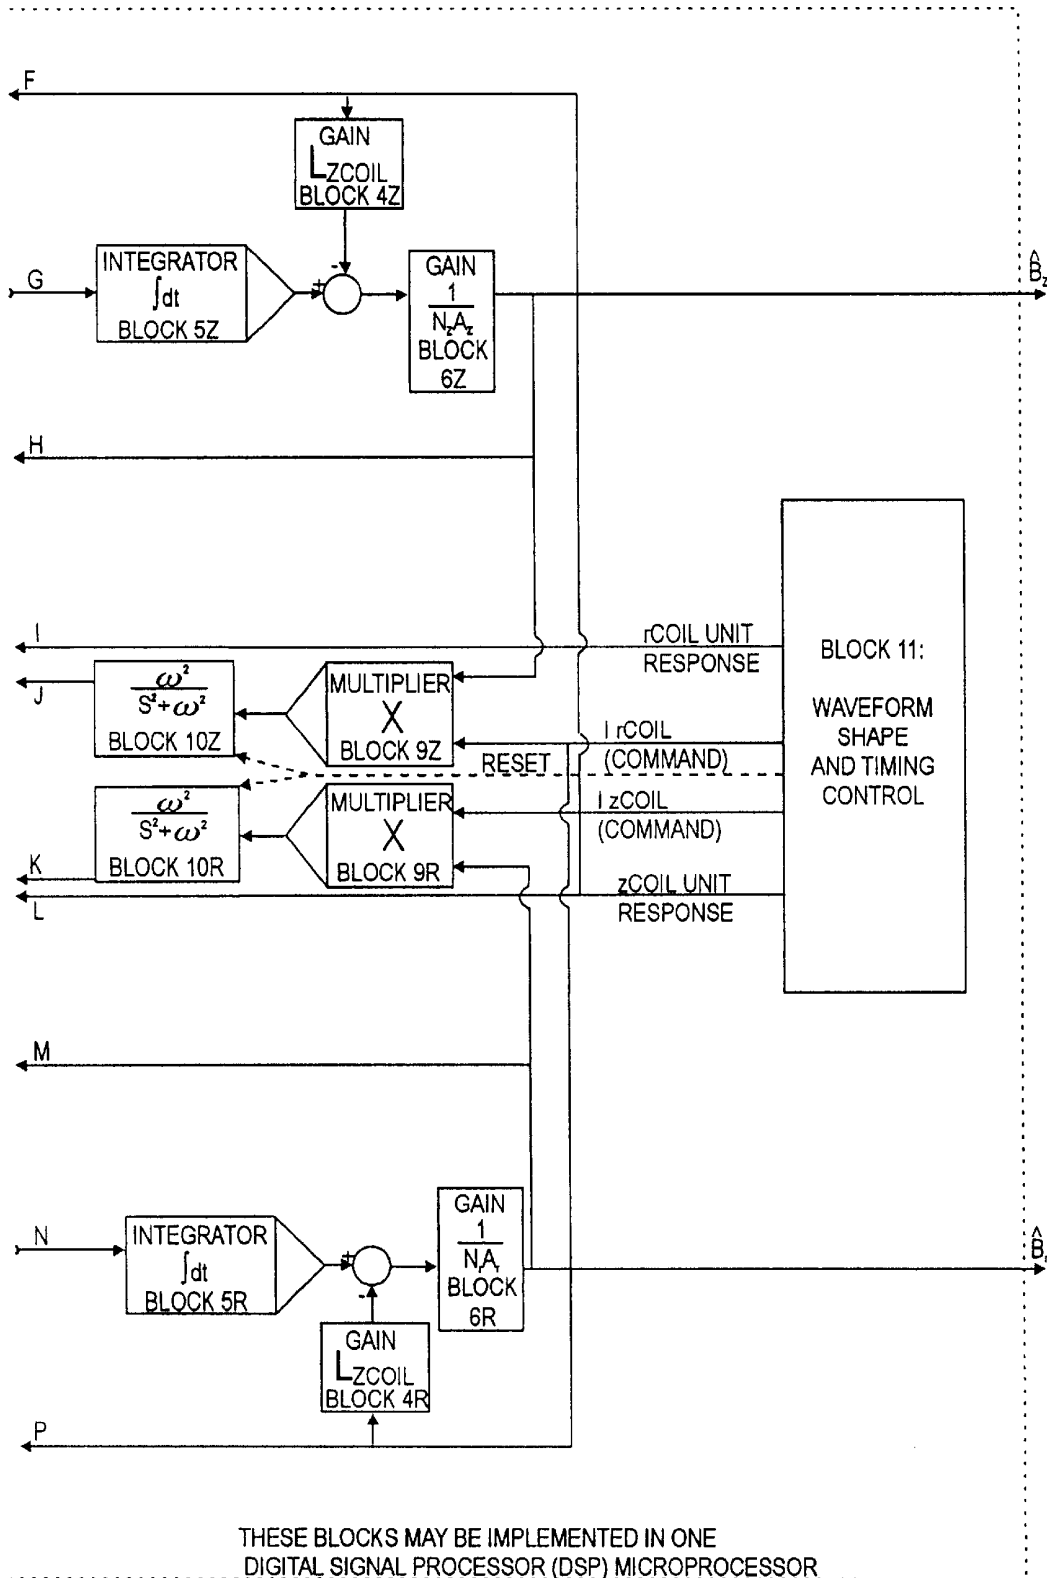 F
GAIN
LZCOIL
BLOCK 4Z
G
INTEGRATOR
∫dt
BLOCK 5Z
+
-
GAIN
1
NzAz
BLOCK
6Z
B̂z
H
I
rCOIL UNIT
RESPONSE
J
ω²
S²+ω²
BLOCK 10Z
MULTIPLIER
X
BLOCK 9Z
I rCOIL
(COMMAND)
RESET
ω²
S²+ω²
BLOCK 10R
MULTIPLIER
X
BLOCK 9R
I zCOIL
(COMMAND)
K
L
zCOIL UNIT
RESPONSE
BLOCK 11:
WAVEFORM
SHAPE
AND TIMING
CONTROL
M
N
INTEGRATOR
∫dt
BLOCK 5R
+
-
GAIN
1
NrAr
BLOCK
6R
B̂r
GAIN
LZCOIL
BLOCK 4R
P
THESE BLOCKS MAY BE IMPLEMENTED IN ONE
DIGITAL SIGNAL PROCESSOR (DSP) MICROPROCESSOR